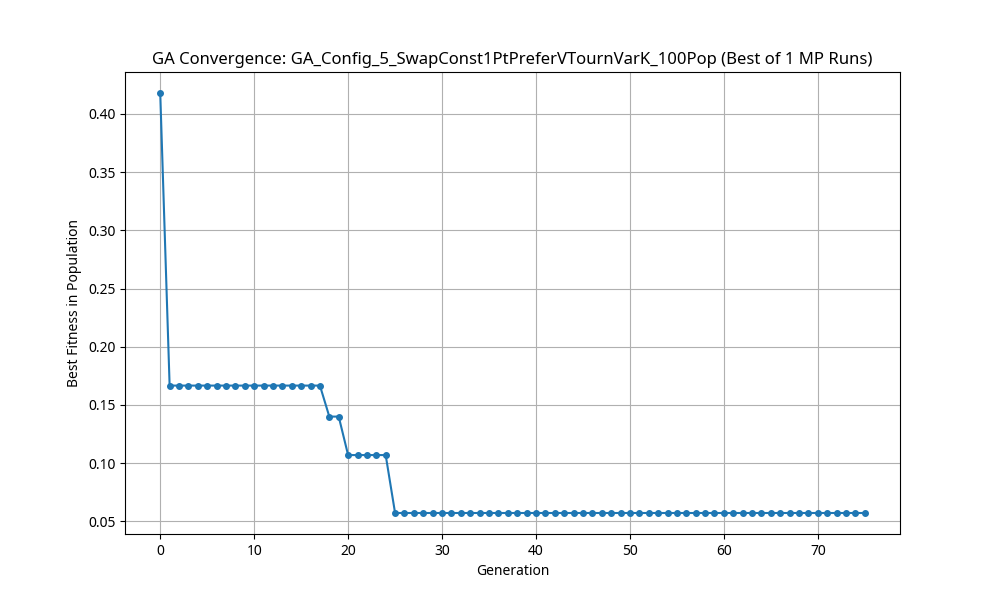 GA Convergence: GA_Config_5_SwapConst1PtPreferVTournVarK_100Pop (Best of 1 MP Runs)
Best Fitness in Population
0.40
0.35
0.30
0.25
0.20
0.15
0.10
0.05
0 10 20 30 40 50 60 70
Generation